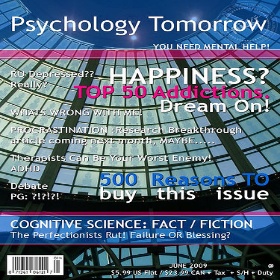 Psychology Tomorrow
YOU NEED MENTAL HELP!
RU Depressed??
Really?
HAPPINESS?
TOP 50 Addictions,
Dream On!
WHATS WRONG WITH ME!
PROCRASTINATION: Research Breakthrough
article coming next month, MAYBE.....
Therapists Can Be Your Worst Enemy!
ADHD
Debate
PG: ?!?!?!
500 Reasons TO
buy this issue
COGNITIVE SCIENCE: FACT / FICTION
The Perfectionists Rut! Failure OR Blessing?
JUNE 2009
$5.99 US Flat / $23.99 CAN + Tax + S/H + Duty